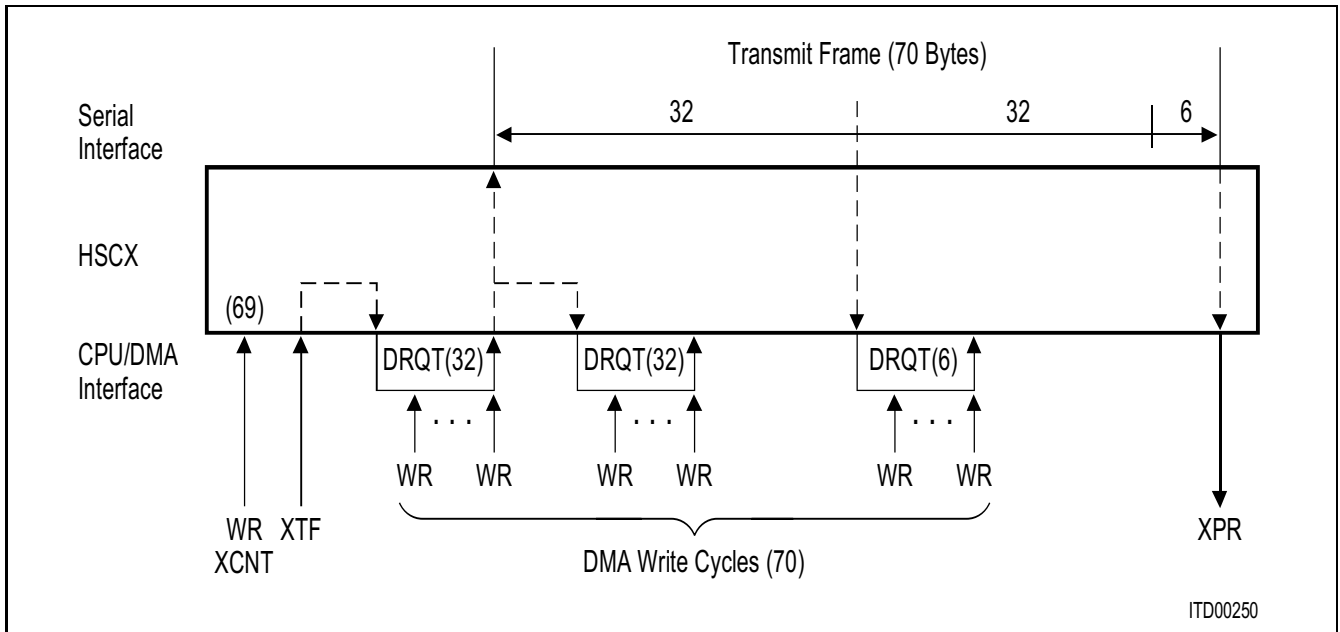 Transmit Frame (70 Bytes)
Serial
Interface
32 32 6
HSCX
(69)
CPU/DMA
Interface
DRQT(32) DRQT(32) DRQT(6)
. . . . . . . . .
WR WR WR WR WR WR
WR XTF
XCNT
XPR
DMA Write Cycles (70)
ITD00250